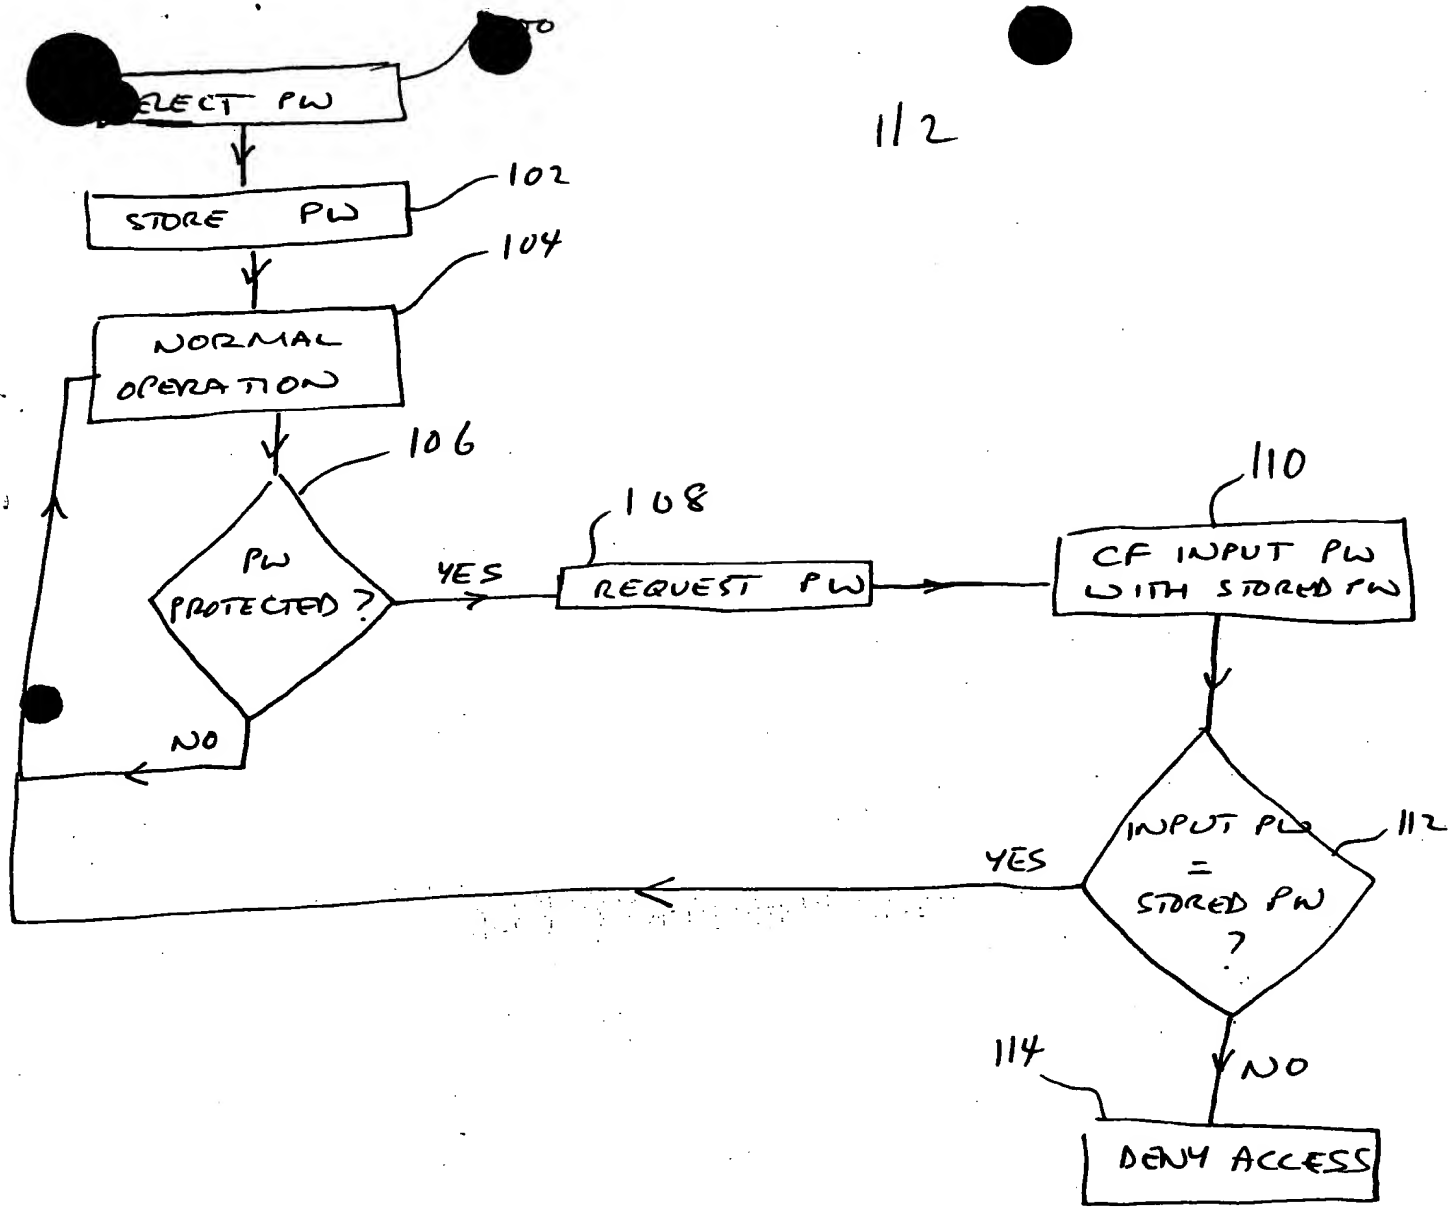 PW
1/2
102
STORE PW
104
NORMAL
OPERATION
106
PW
PROTECTED ?
YES
NO
108
REQUEST PW
110
CF INPUT PW
WITH STORED PW
112
INPUT PW
=
STORED PW
?
YES
NO
114
DENY ACCESS